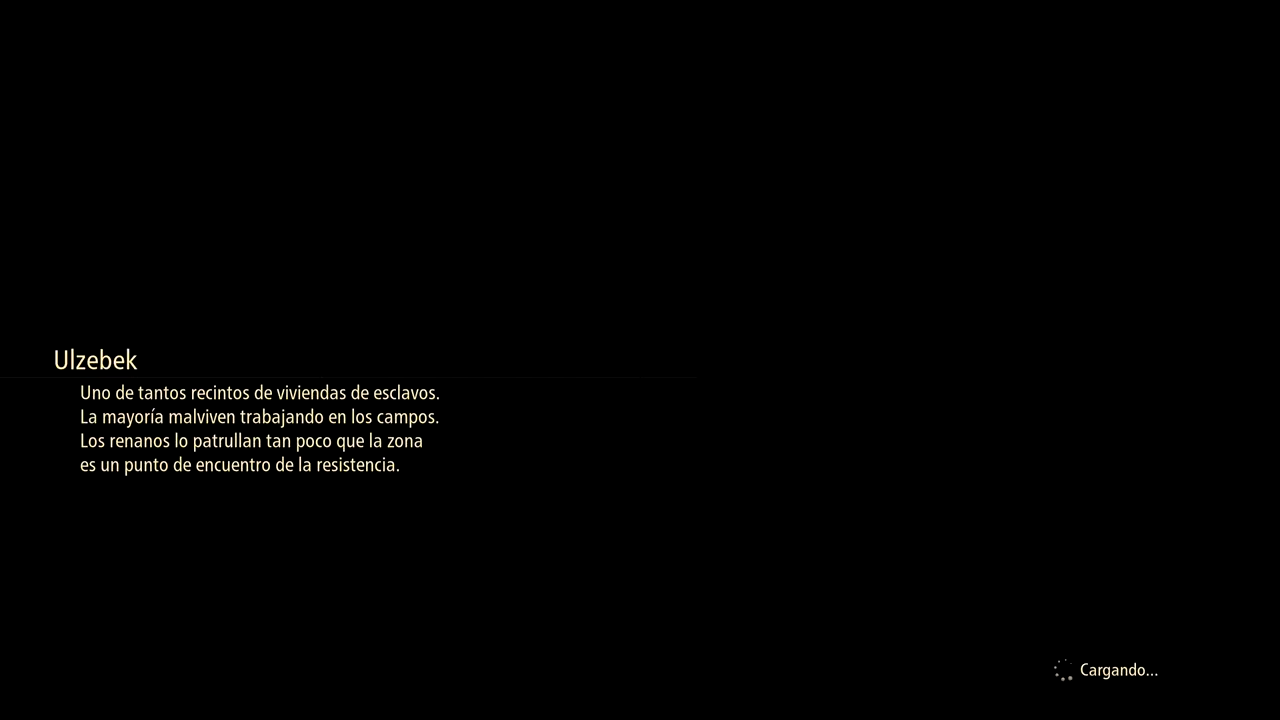 Ulzebek
Uno de tantos recintos de viviendas de esclavos.
La mayoría malviven trabajando en los campos.
Los renanos lo patrullan tan poco que la zona
es un punto de encuentro de la resistencia.
Cargando...